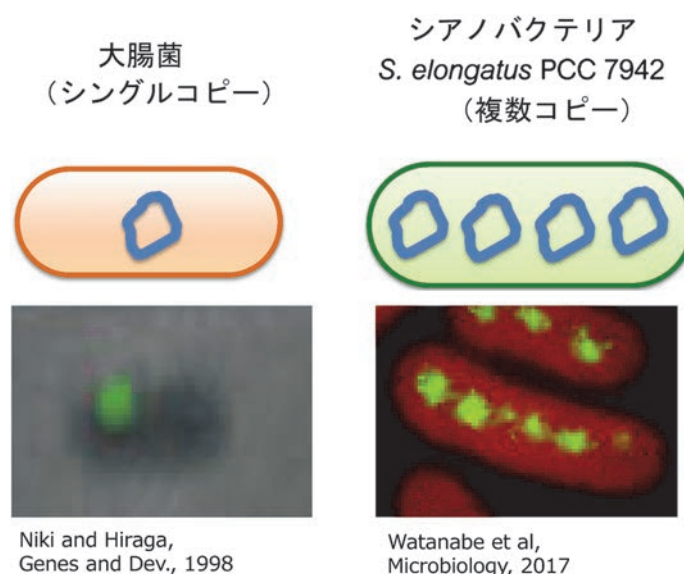 大腸菌
（シングルコピー）
シアノバクテリア
S. elongatus PCC 7942
（複数コピー）
Niki and Hiraga,
Genes and Dev., 1998
Watanabe et al,
Microbiology, 2017